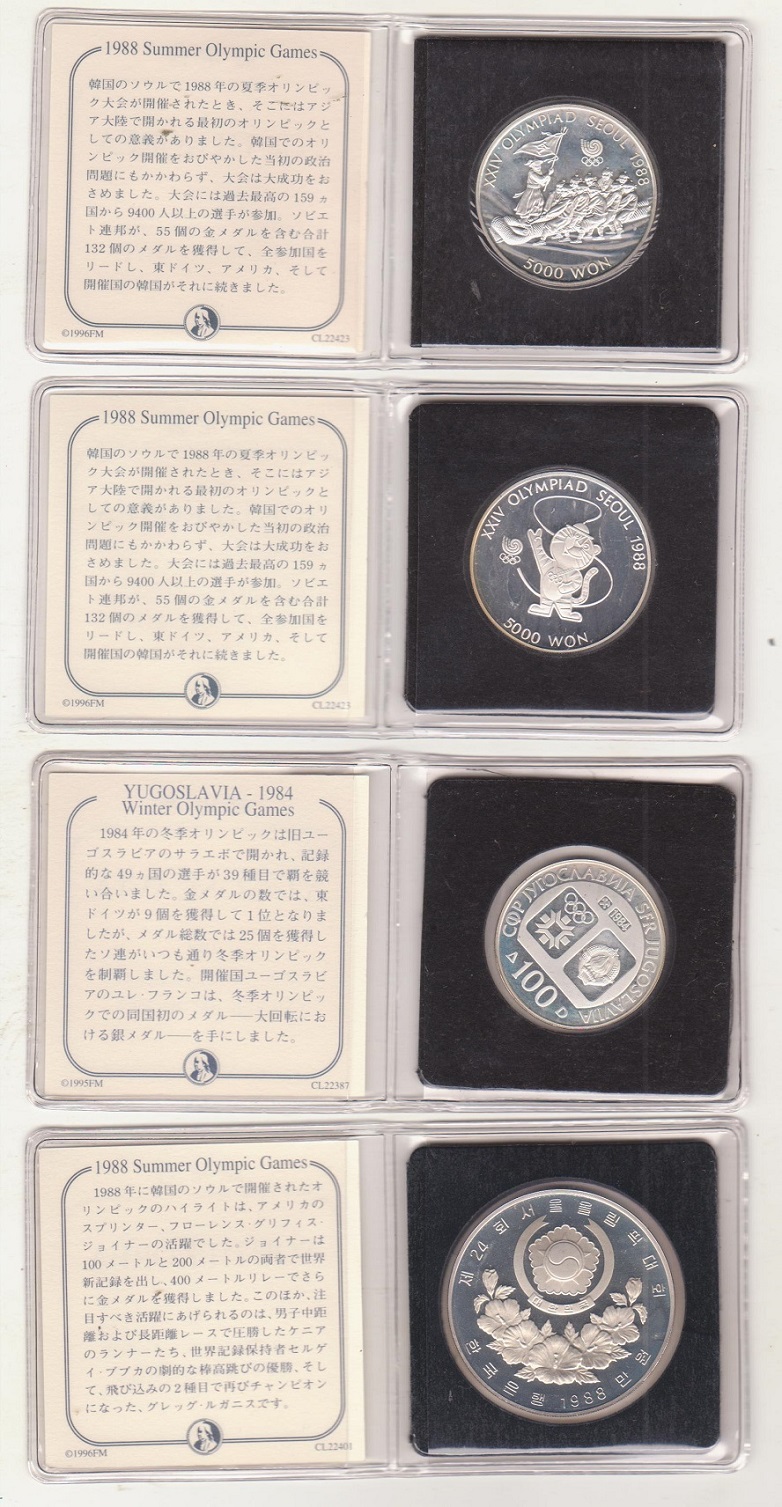 1988 Summer Olympic Games
韓国のソウルで1988年の夏季オリンピッ
ク大会が開催されたとき、そこにはアジ
ア大陸で開かれる最初のオリンピックと
しての意義がありました。韓国でのオリ
ンピック開催をおびやかした当初の政治
問題にもかかわらず、大会は大成功をお
さめました。大会には過去最高の159ヵ
国から9400人以上の選手が参加。ソビエ
ト連邦が、55個の金メダルを含む合計
132個のメダルを獲得して、全参加国を
リードし、東ドイツ、アメリカ、そして
開催国の韓国がそれに続きました。
©1996FM
CL22423
XXIV OLYMPIAD SEOUL 1988
5000 WON
1988 Summer Olympic Games
韓国のソウルで1988年の夏季オリンピッ
ク大会が開催されたとき、そこにはアジ
ア大陸で開かれる最初のオリンピックと
しての意義がありました。韓国でのオリ
ンピック開催をおびやかした当初の政治
問題にもかかわらず、大会は大成功をお
さめました。大会には過去最高の159ヵ
国から9400人以上の選手が参加。ソビエ
ト連邦が、55個の金メダルを含む合計
132個のメダルを獲得して、全参加国を
リードし、東ドイツ、アメリカ、そして
開催国の韓国がそれに続きました。
©1996FM
CL22423
XXIV OLYMPIAD SEOUL 1988
5000 WON
YUGOSLAVIA - 1984
Winter Olympic Games
1984年の冬季オリンピックは旧ユー
ゴスラビアのサラエボで開かれ、記録
的な49ヵ国の選手が39種目で覇を競
い合いました。金メダルの数では、東
ドイツが9個を獲得して1位となりまし
たが、メダル総数では25個を獲得し
たソ連がいつも通り冬季オリンピック
を制覇しました。開催国ユーゴスラビ
アのユレ・フランコは、冬季オリンピッ
クでの同国初のメダル――大回転にお
ける銀メダル――を手にしました。
©1995FM
CL22387
СФР ЈУГОСЛАВИЈА SFR JUGOSLAVIJA
1984
Д 100 D
1988 Summer Olympic Games
1988年に韓国のソウルで開催されたオ
リンピックのハイライトは、アメリカの
スプリンター、フローレンス・グリフィス・
ジョイナーの活躍でした。ジョイナーは
100メートルと200メートルの両者で世界
新記録を出し、400メートルリレーでさら
に金メダルを獲得しました。このほか、注
目すべき活躍にあげられるのは、男子中距
離および長距離レースで圧勝したケニア
のランナーたち、世界記録保持者セルゲ
イ・ブブカの劇的な棒高跳びの優勝、そし
て、飛び込みの2種目で再びチャンピオン
になった、グレッグ・ルガニスです。
©1996FM
CL22401
제24회 서울올림픽대회
대한민국
한국은행 1988 만원